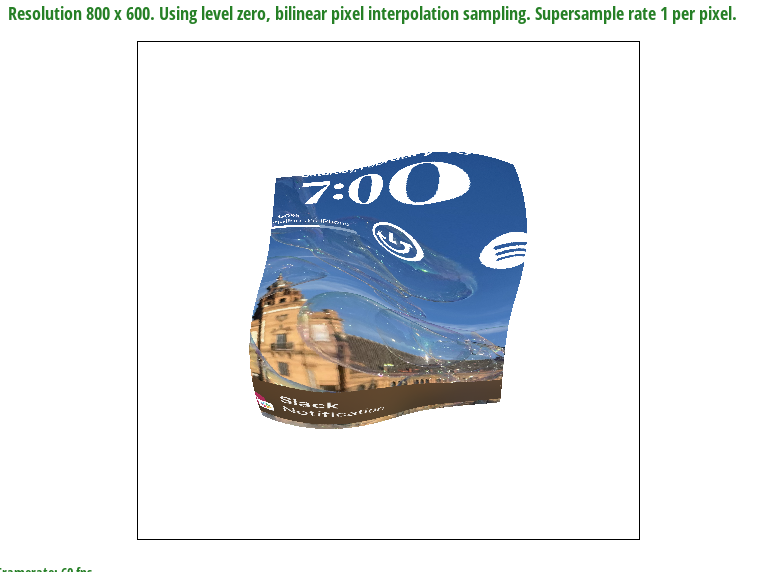 Resolution 800 x 600. Using level zero, bilinear pixel interpolation sampling. Supersample rate 1 per pixel.
7:00
Slack
Notification
Framerate: 60 fps